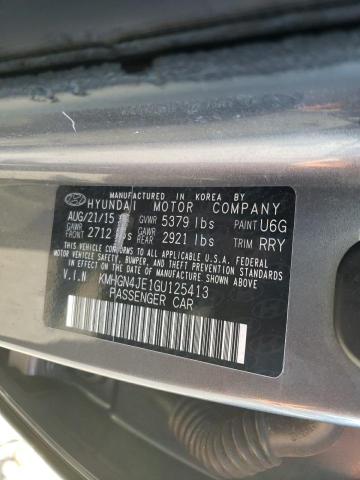 MANUFACTURED IN KOREA BY
HYUNDAI MOTOR COMPANY
AUG/21/15 GVWR 5379 lbs PAINT U6G
GAWR FRONT 2712 lbs GAWR REAR 2921 lbs TRIM RRY
THIS VEHICLE CONFORMS TO ALL APPLICABLE U.S.A. FEDERAL
MOTOR VEHICLE SAFETY, BUMPER, AND THEFT PREVENTION STANDARDS
IN EFFECT ON THE DATE OF MANUFACTURE SHOWN ABOVE.
V.I.N KMHGN4JE1GU125413
PASSENGER CAR